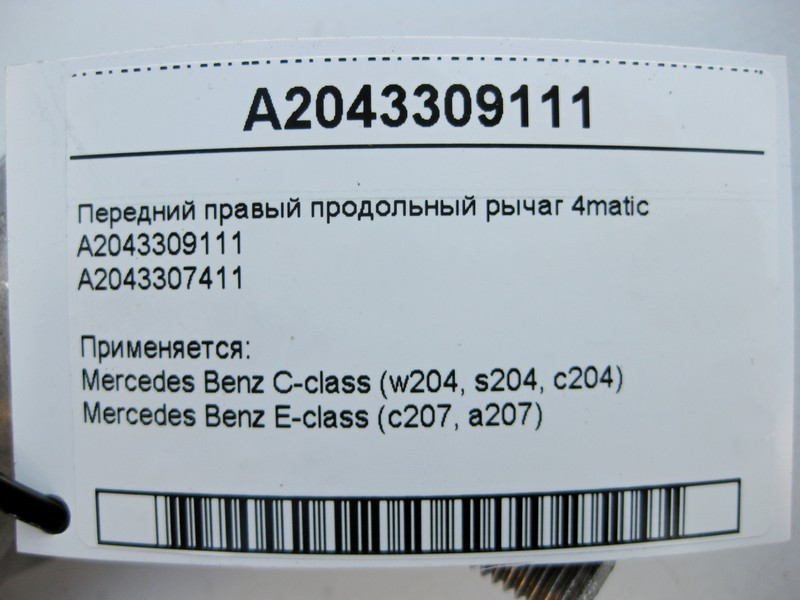 A2043309111
Передний правый продольный рычаг 4matic
A2043309111
A2043307411
Применяется:
Mercedes Benz C-class (w204, s204, c204)
Mercedes Benz E-class (c207, a207)